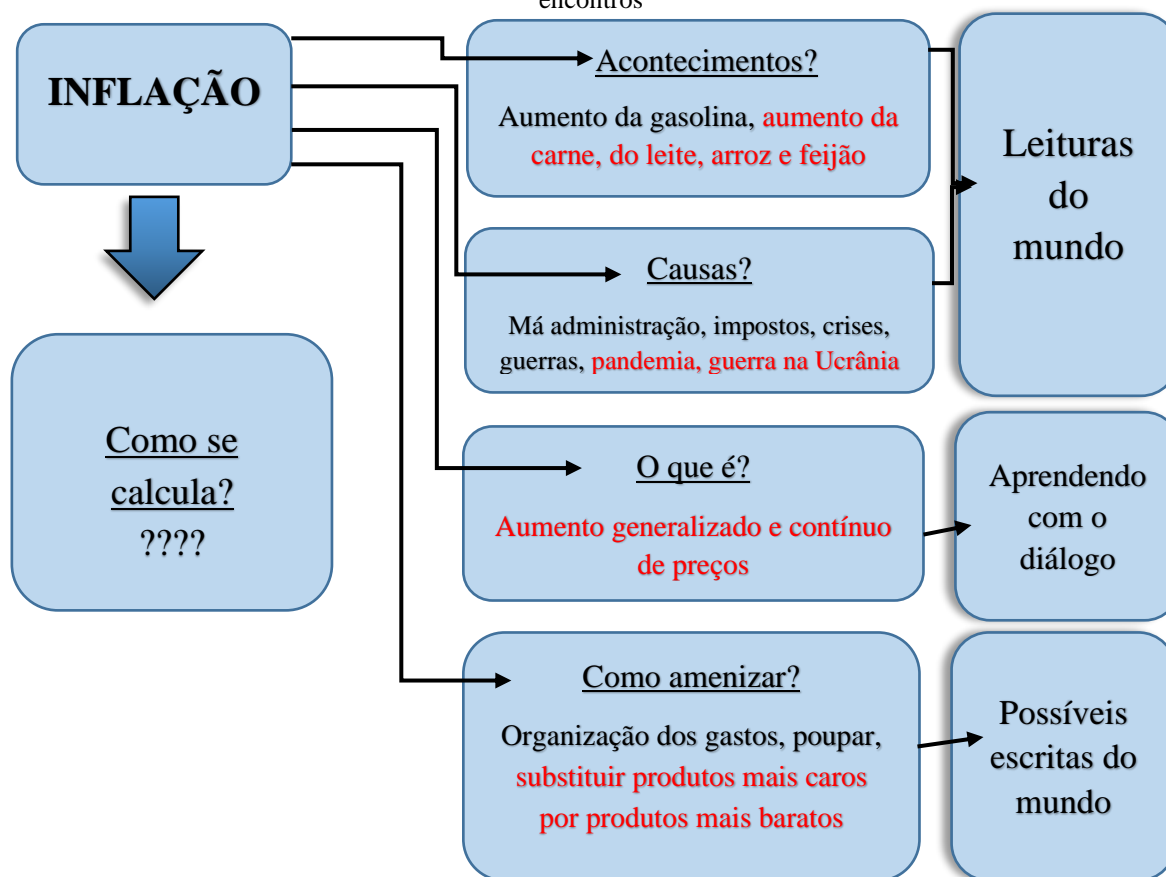 encontros
INFLAÇÃO
Acontecimentos?
Aumento da gasolina, aumento da
carne, do leite, arroz e feijão
Causas?
Má administração, impostos, crises,
guerras, pandemia, guerra na Ucrânia
Leituras
do
mundo
Como se
calcula?
????
O que é?
Aumento generalizado e contínuo
de preços
Aprendendo
com o
diálogo
Como amenizar?
Organização dos gastos, poupar,
substituir produtos mais caros
por produtos mais baratos
Possíveis
escritas do
mundo